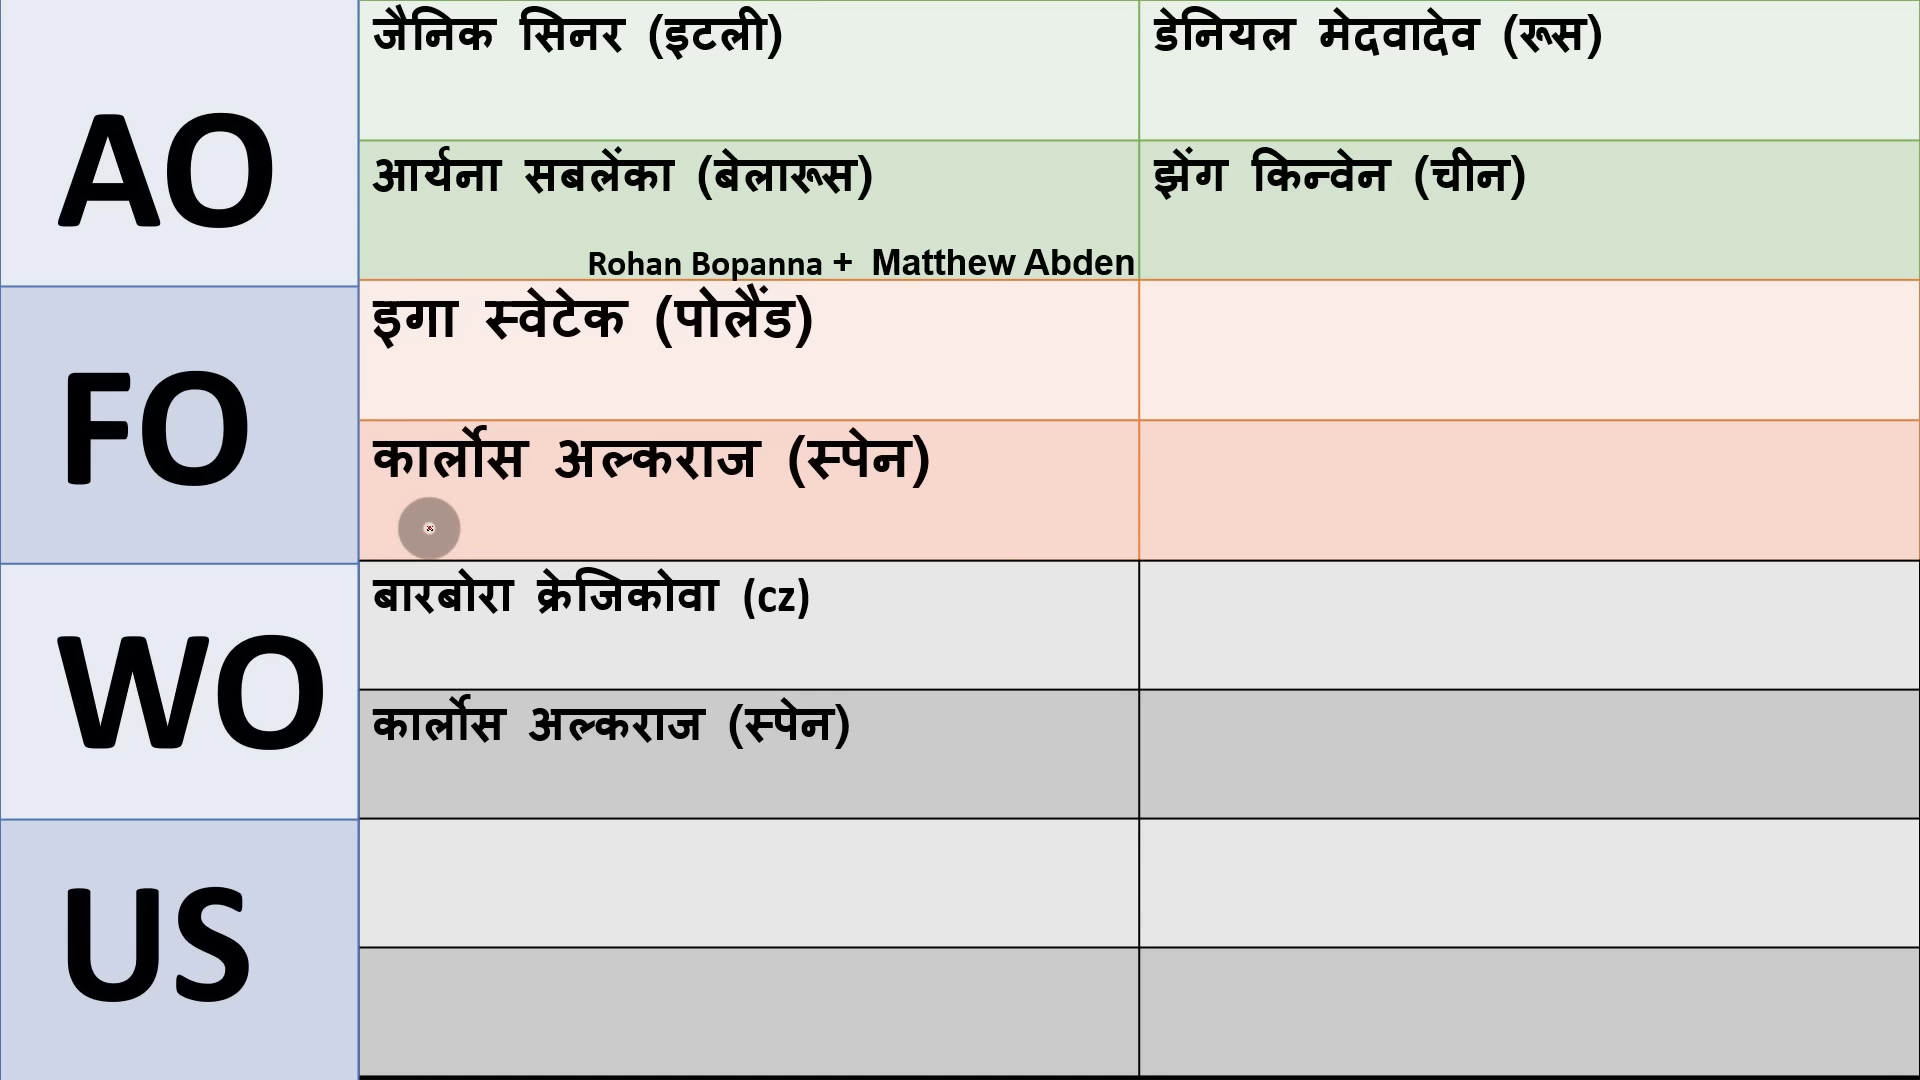 AO
जैनिक सिनर (इटली)
डेनियल मेदवादेव (रूस)
आर्यना सबलेंका (बेलारूस)
झेंग किन्वेन (चीन)
Rohan Bopanna + Matthew Abden
FO
इगा स्वेटेक (पोलैंड)
कार्लोस अल्कराज (स्पेन)
WO
बारबोरा क्रेजिकोवा (cz)
कार्लोस अल्कराज (स्पेन)
US